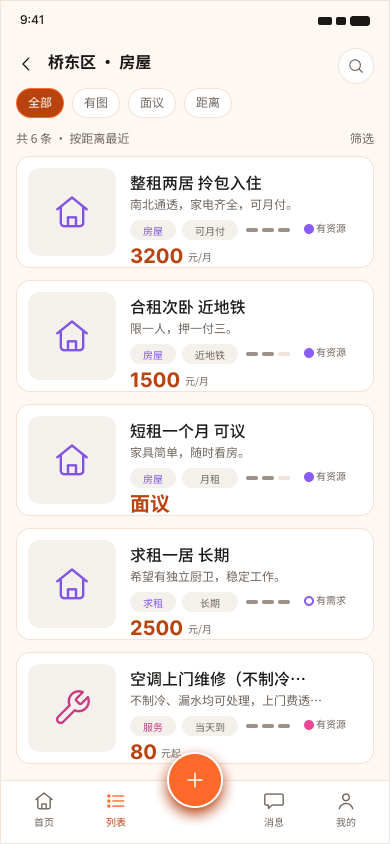 9:41
桥东区 · 房屋
全部 有图 面议 距离
共 6 条 · 按距离最近 筛选
整租两居 拎包入住
南北通透，家电齐全，可月付。
房屋 可月付 有资源
3200 元/月
合租次卧 近地铁
限一人，押一付三。
房屋 近地铁 有资源
1500 元/月
短租一个月 可议
家具简单，随时看房。
房屋 月租 有资源
面议
求租一居 长期
希望有独立厨卫，稳定工作。
求租 长期 有需求
2500 元/月
空调上门维修（不制冷…
不制冷、漏水均可处理，上门费透…
服务 当天到 有资源
80 元起
首页 列表 消息 我的